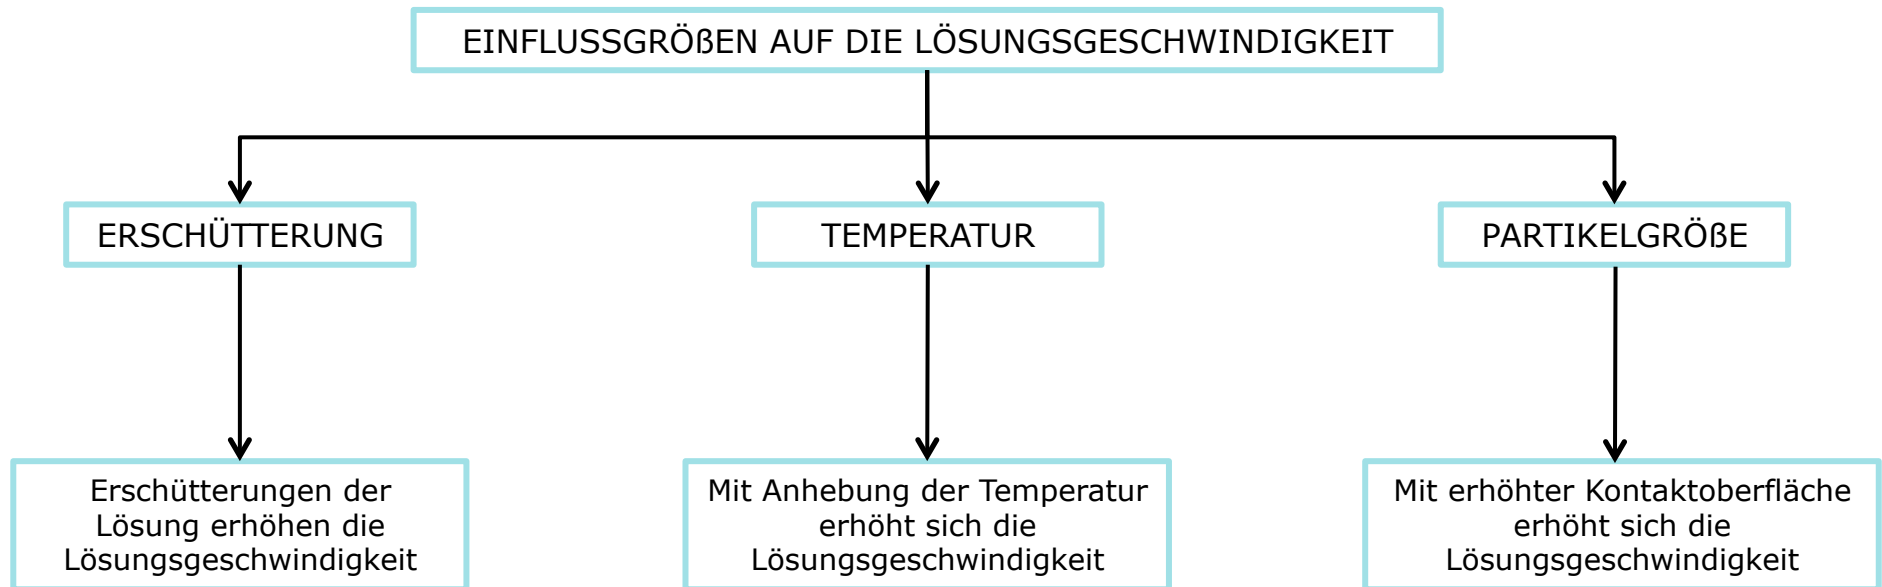 EINFLUSSGRÖßEN AUF DIE LÖSUNGSGESCHWINDIGKEIT
ERSCHÜTTERUNG
TEMPERATUR
PARTIKELGRÖßE
Erschütterungen der
Lösung erhöhen die
Lösungsgeschwindigkeit
Mit Anhebung der Temperatur
erhöht sich die
Lösungsgeschwindigkeit
Mit erhöhter Kontaktoberfläche
erhöht sich die
Lösungsgeschwindigkeit